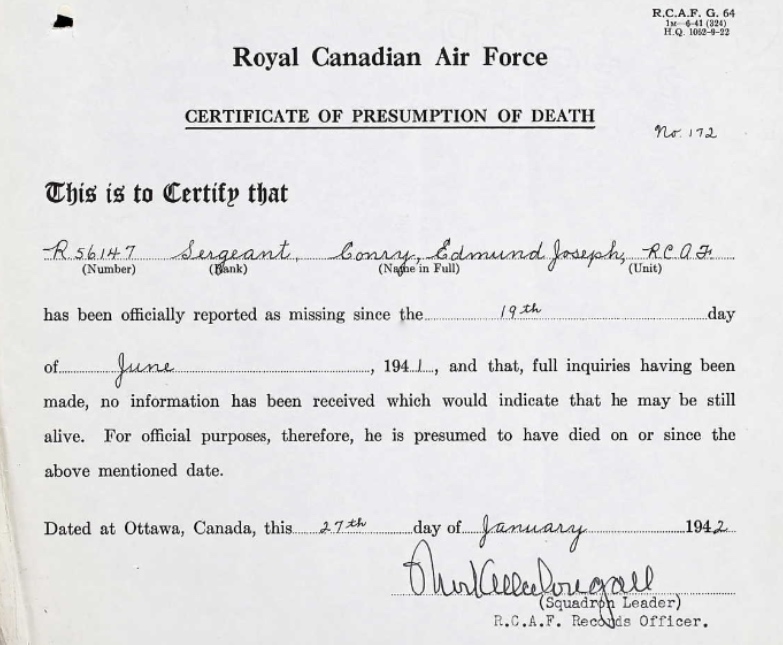 R.C.A.F. G. 64
1M—6-41 (324)
H.Q. 1062-9-22
Royal Canadian Air Force
CERTIFICATE OF PRESUMPTION OF DEATH
No. 172
This is to Certify that
R 56147 Sergeant, Conry, Edmund Joseph, RCAF
(Number) (Rank) (Name in Full) (Unit)
has been officially reported as missing since the 19th day
of June, 1941, and that, full inquiries having been
made, no information has been received which would indicate that he may be still
alive. For official purposes, therefore, he is presumed to have died on or since the
above mentioned date.
Dated at Ottawa, Canada, this 27th day of January 1942
(Squadron Leader)
R.C.A.F. Records Officer.